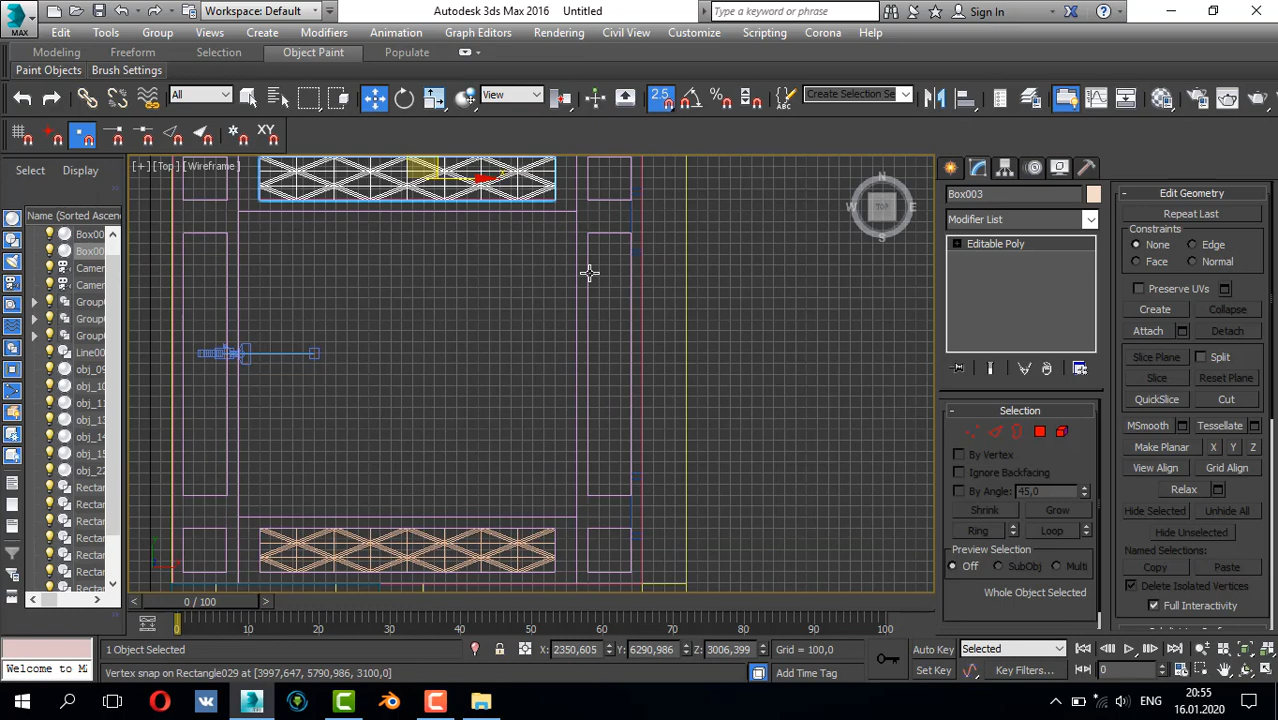 MAX
Workspace: Default
Autodesk 3ds Max 2016 Untitled
Type a keyword or phrase
Sign In
Edit Tools Group Views Create Modifiers Animation Graph Editors Rendering Civil View Customize Scripting Corona Help
Modeling Freeform Selection Object Paint Populate
Paint Objects Brush Settings
All
View
2.5
Create Selection Se
XY
Select Display
[+] [Top] [Wireframe]
Name (Sorted Ascen
Box00
Box00
Camer
Camer
Group
Group
Group
Line00
obj_09
obj_10
obj_11
obj_13
obj_14
obj_15
obj_22
Rectan
Rectan
Rectan
Rectan
Rectan
Rectan
Rectan
N
W TOP E
S
Box003
Modifier List
Editable Poly
Selection
By Vertex
Ignore Backfacing
By Angle: 45,0
Shrink Grow
Ring Loop
Preview Selection
Off SubObj Multi
Whole Object Selected
Edit Geometry
Repeat Last
Constraints
None Edge
Face Normal
Preserve UVs
Create Collapse
Attach Detach
Slice Plane Split
Slice Reset Plane
QuickSlice Cut
MSmooth Tessellate
Make Planar X Y Z
View Align Grid Align
Relax
Hide Selected Unhide All
Hide Unselected
Named Selections:
Copy Paste
Delete Isolated Vertices
Full Interactivity
0 / 100
0 10 20 30 40 50 60 70 80 90 100
Welcome to M
1 Object Selected
X: 2350,605 Y: 6290,986 Z: 3006,399 Grid = 100,0
Auto Key Selected
Vertex snap on Rectangle029 at [3997,647, 5790,986, 3100,0]
Add Time Tag
Set Key Key Filters... 0
ENG
20:55
16.01.2020